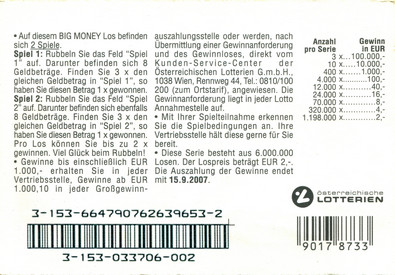 • Auf diesem BIG MONEY Los befinden
sich 2 Spiele.
Spiel 1: Rubbeln Sie das Feld "Spiel
1" auf. Darunter befinden sich 8
Geldbeträge. Finden Sie 3 x den
gleichen Geldbetrag in "Spiel 1", so
haben Sie diesen Betrag 1 x gewonnen.
Spiel 2: Rubbeln Sie das Feld "Spiel
2" auf. Darunter befinden sich ebenfalls
8 Geldbeträge. Finden Sie 3 x den
gleichen Geldbetrag in "Spiel 2", so
haben Sie diesen Betrag 1 x gewonnen.
Pro Los können Sie bis zu 2 x
gewinnen. Viel Glück beim Rubbeln!
• Gewinne bis einschließlich EUR
1.000,- erhalten Sie in jeder
Vertriebsstelle, Gewinne ab EUR
1.000,10 in jeder Großgewinn-
auszahlungsstelle oder werden, nach
Übermittlung einer Gewinnanforderung
und des Gewinnloses, direkt vom
Kunden-Service-Center der
Österreichischen Lotterien G.m.b.H.,
1038 Wien, Rennweg 44, Tel.: 0810/100
200 (zum Ortstarif), angewiesen. Die
Gewinnanforderung liegt in jeder Lotto
Annahmestelle auf.
• Mit Ihrer Spielteilnahme erkennen
Sie die Spielbedingungen an. Ihre
Vertriebsstelle hält diese gerne für Sie
bereit.
• Diese Serie besteht aus 6.000.000
Losen. Der Lospreis beträgt EUR 2,-.
Die Auszahlung der Gewinne endet
mit 15.9.2007.
Anzahl Gewinn
pro Serie in EUR
3 x...100.000,-
10 x.....10.000,-
400 x.......1.000,-
4.000 x..........100,-
12.000 x............40,-
24.000 x............16,-
70.000 x..............8,-
320.000 x..............4,-
1.198.000 x..............2,-
österreichische
LOTTERIEN
3-153-664790762639653-2
3-153-033706-002
9017 8733